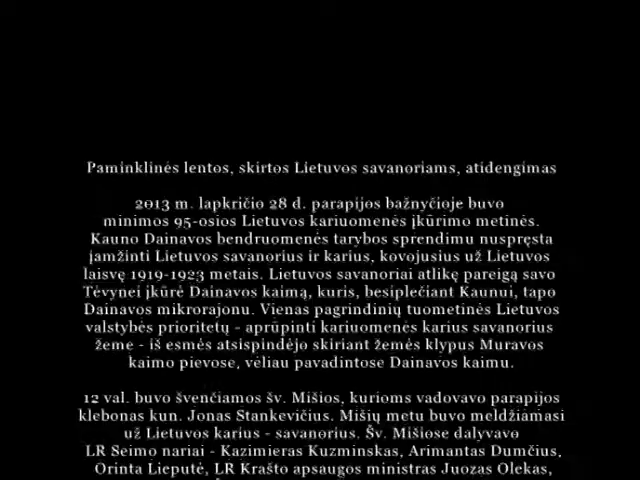 Paminklinės lentos, skirtos Lietuvos savanoriams, atidengimas
2013 m. lapkričio 28 d. parapijos bažnyčioje buvo
minimos 95-osios Lietuvos kariuomenės įkūrimo metinės.
Kauno Dainavos bendruomenės tarybos sprendimu nuspręsta
įamžinti Lietuvos savanorius ir karius, kovojusius už Lietuvos
laisvę 1919-1923 metais. Lietuvos savanoriai atlikę pareigą savo
Tėvynei įkūrė Dainavos kaimą, kuris, besiplečiant Kaunui, tapo
Dainavos mikrorajonu. Vienas pagrindinių tuometinės Lietuvos
valstybės prioritetų - aprūpinti kariuomenės karius savanorius
žeme - iš esmės atsispindėjo skiriant žemės klypus Muravos
kaimo pievose, vėliau pavadintose Dainavos kaimu.
12 val. buvo švenčiamos šv. Mišios, kurioms vadovavo parapijos
klebonas kun. Jonas Stankevičius. Mišių metu buvo meldžiamasi
už Lietuvos karius - savanorius. Šv. Mišiose dalyvavo
LR Seimo nariai - Kazimieras Kuzminskas, Arimantas Dumčius,
Orinta Lieputė, LR Krašto apsaugos ministras Juozas Olekas,